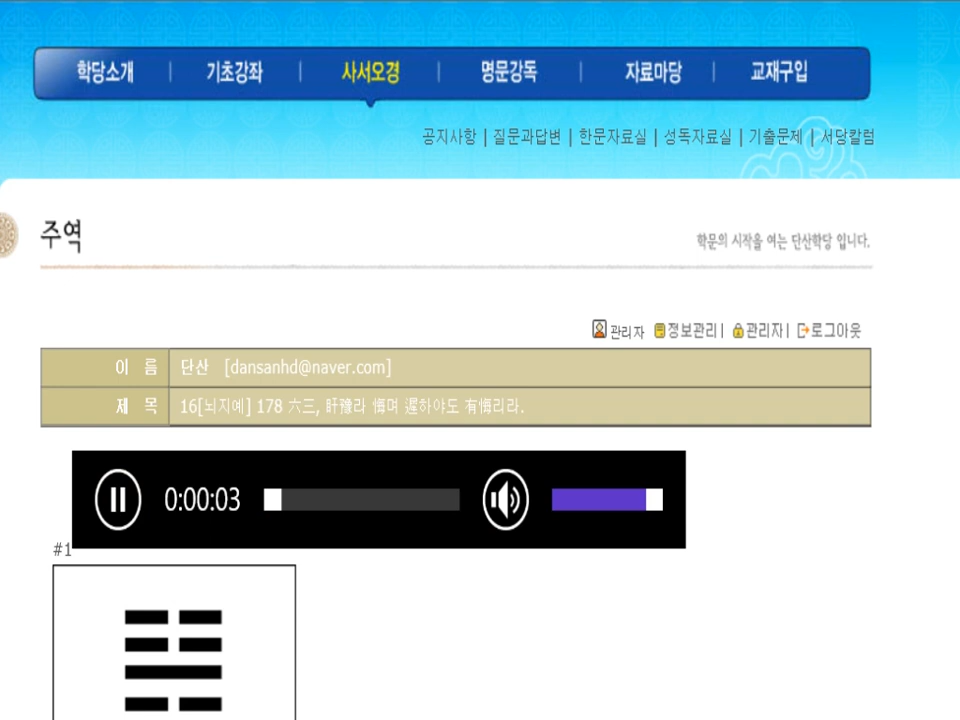 학당소개 | 기초강좌 | 사서오경 | 명문강독 | 자료마당 | 교재구입
공지사항 | 질문과답변 | 한문자료실 | 성독자료실 | 기출문제 | 서당칼럼
주역
학문의 시작을 여는 단산학당 입니다.
관리자 정보관리| 관리자| 로그아웃
이 름 단산 [dansanhd@naver.com]
제 목 16[뇌지예] 178 六三, 盱豫라 悔며 遲하야도 有悔리라.
0:00:03
#1